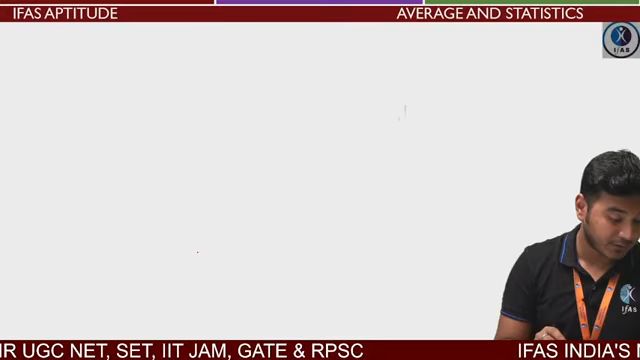 IFAS APTITUDE
AVERAGE AND STATISTICS
IFAS
IFAS
IR UGC NET, SET, IIT JAM, GATE & RPSC
IFAS INDIA'S